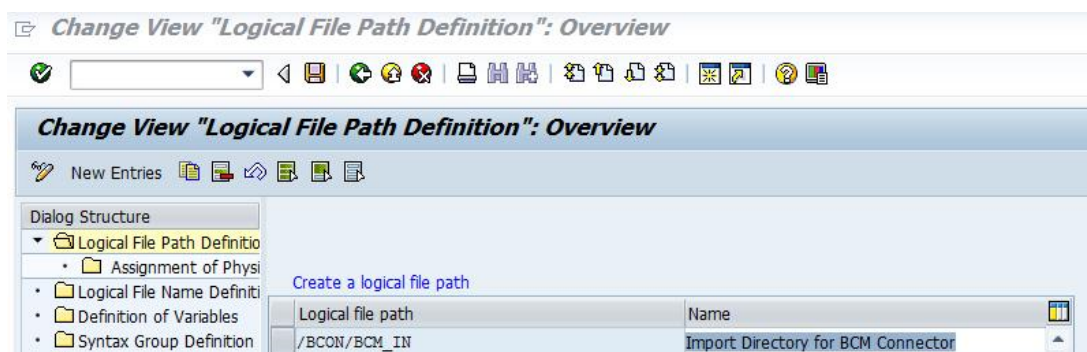 Change View "Logical File Path Definition": Overview
Change View "Logical File Path Definition": Overview
New Entries
Dialog Structure
Logical File Path Definitio
Assignment of Physi
Logical File Name Definiti
Definition of Variables
Syntax Group Definition
Create a logical file path
Logical file path Name
/BCON/BCM_IN Import Directory for BCM Connector